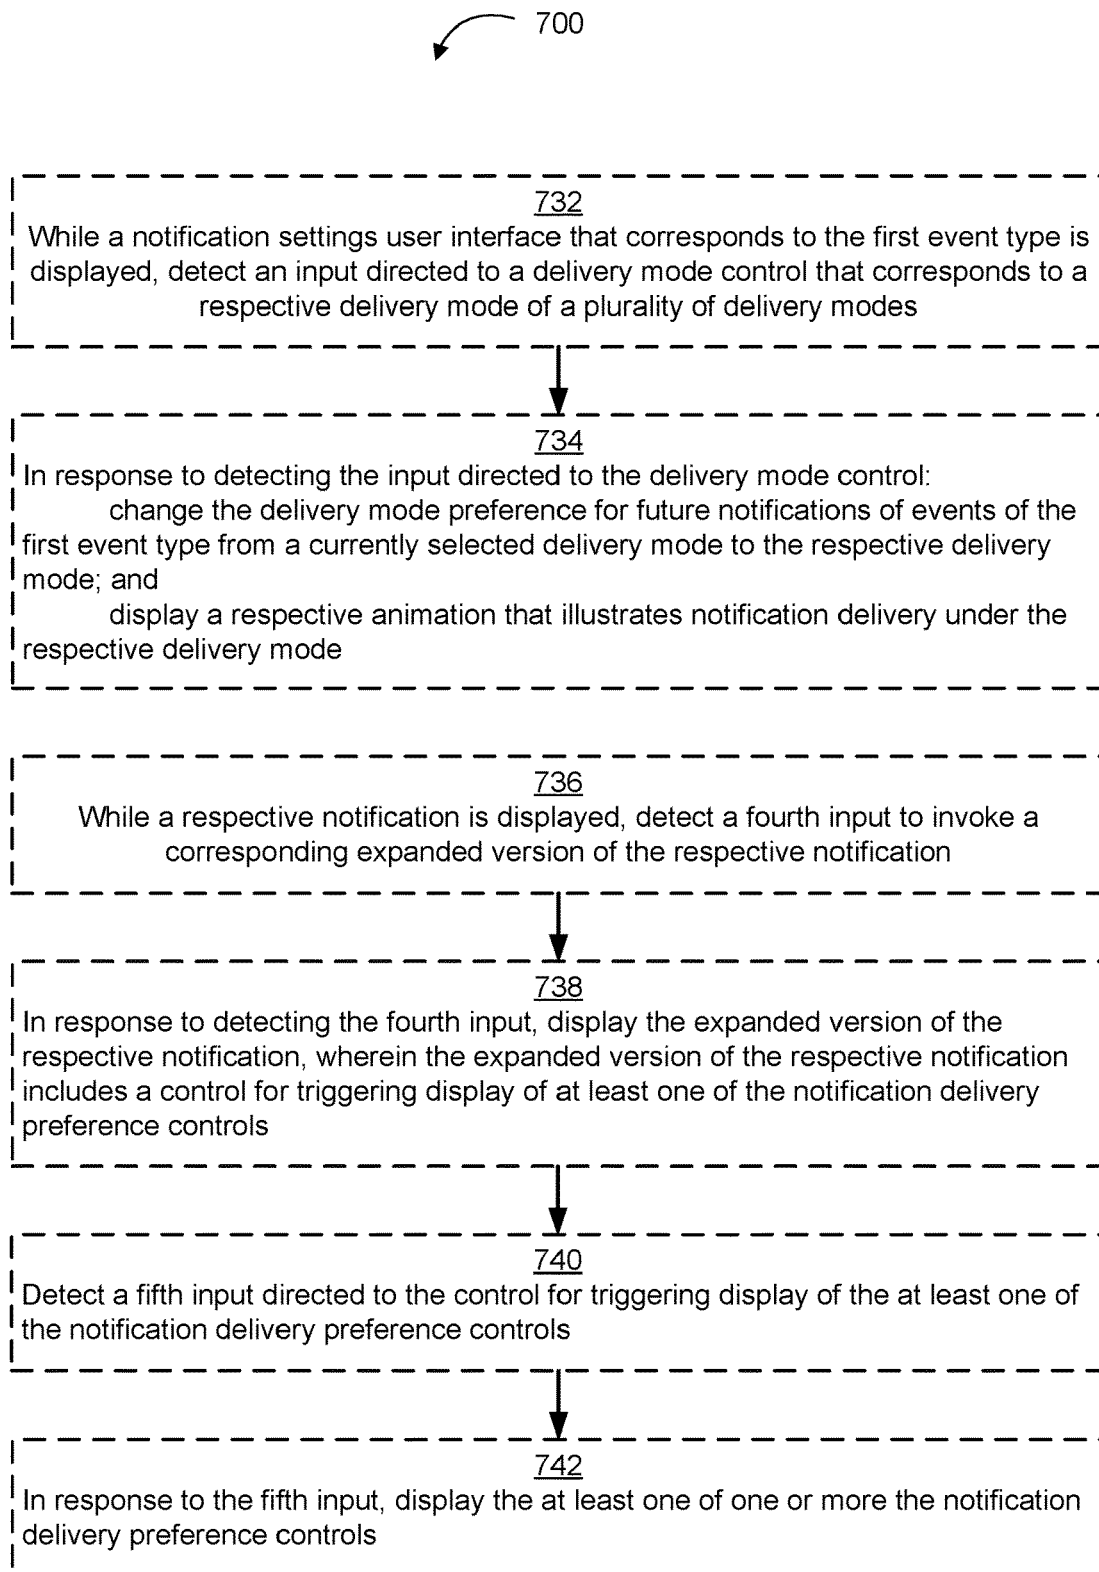 700
732
While a notification settings user interface that corresponds to the first event type is
displayed, detect an input directed to a delivery mode control that corresponds to a
respective delivery mode of a plurality of delivery modes
734
In response to detecting the input directed to the delivery mode control:
change the delivery mode preference for future notifications of events of the
first event type from a currently selected delivery mode to the respective delivery
mode; and
display a respective animation that illustrates notification delivery under the
respective delivery mode
736
While a respective notification is displayed, detect a fourth input to invoke a
corresponding expanded version of the respective notification
738
In response to detecting the fourth input, display the expanded version of the
respective notification, wherein the expanded version of the respective notification
includes a control for triggering display of at least one of the notification delivery
preference controls
740
Detect a fifth input directed to the control for triggering display of the at least one of
the notification delivery preference controls
742
In response to the fifth input, display the at least one of one or more the notification
delivery preference controls